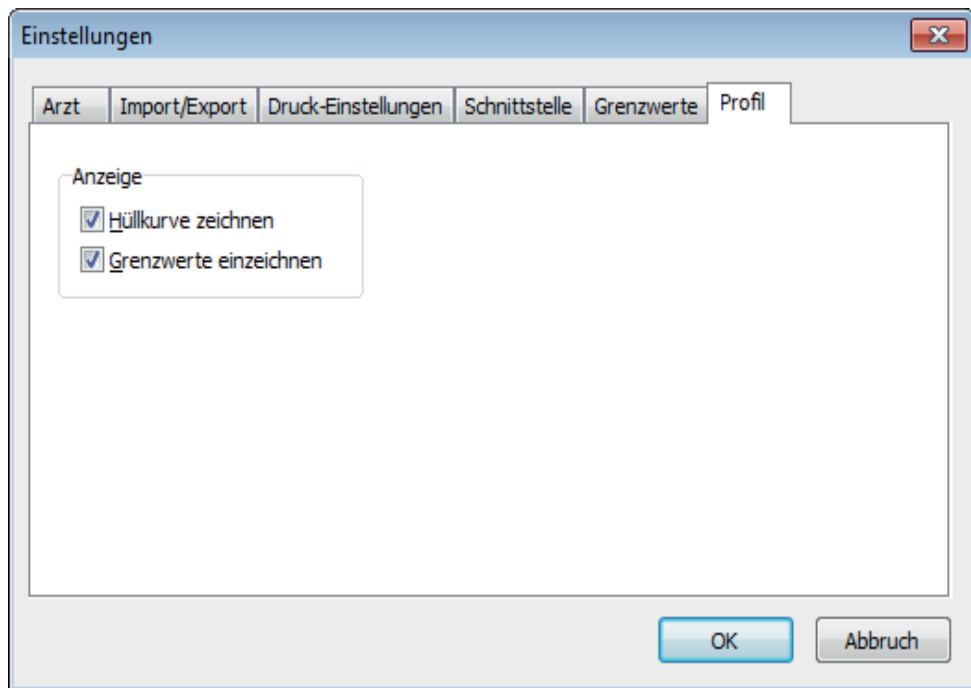 Einstellungen
Arzt Import/Export Druck-Einstellungen Schnittstelle Grenzwerte Profil
Anzeige
Hüllkurve zeichnen
Grenzwerte einzeichnen
OK Abbruch